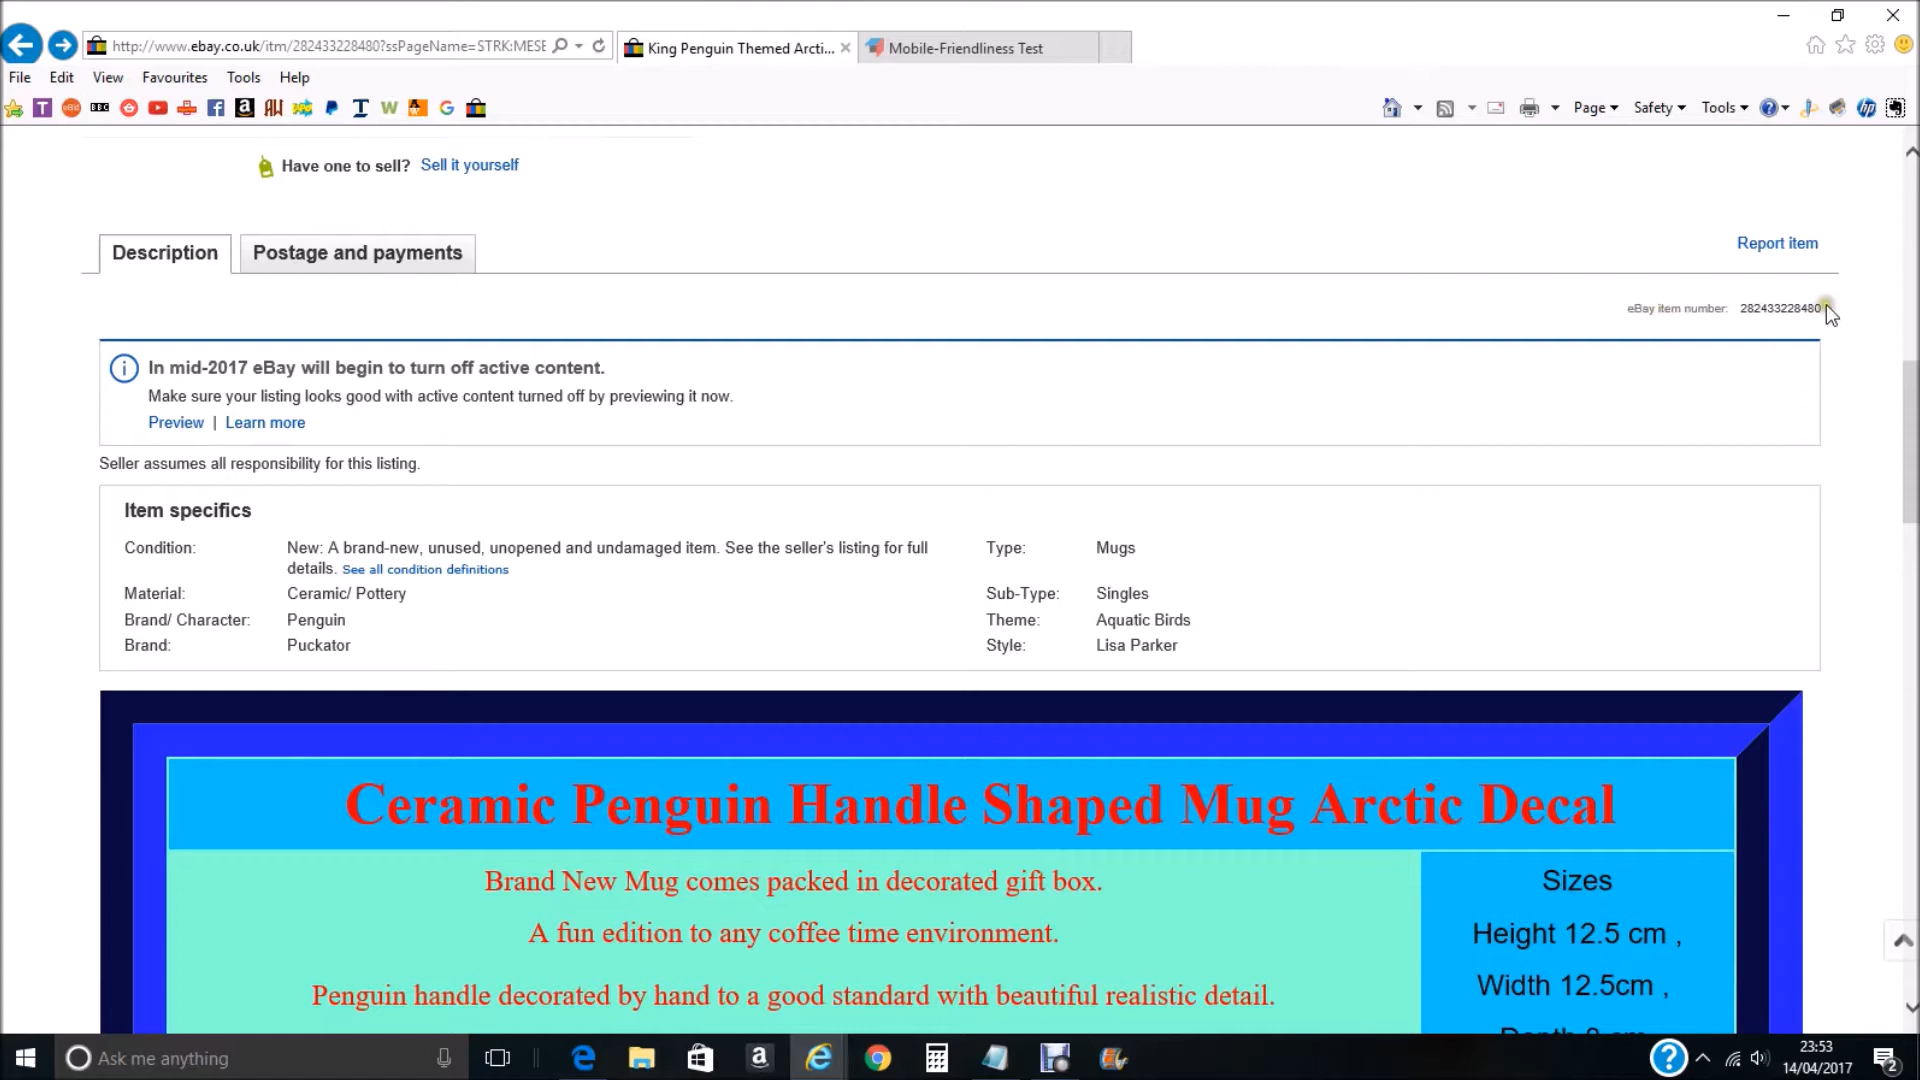 http://www.ebay.co.uk/itm/282433228480?ssPageName=STRK:MESE
King Penguin Themed Arcti...
Mobile-Friendliness Test
File Edit View Favourites Tools Help
Page Safety Tools
Have one to sell? Sell it yourself
Description Postage and payments
Report item
eBay item number: 282433228480
In mid-2017 eBay will begin to turn off active content.
Make sure your listing looks good with active content turned off by previewing it now.
Preview | Learn more
Seller assumes all responsibility for this listing.
Item specifics
Condition: New: A brand-new, unused, unopened and undamaged item. See the seller's listing for full
details. See all condition definitions
Type: Mugs
Material: Ceramic/ Pottery
Sub-Type: Singles
Brand/ Character: Penguin
Theme: Aquatic Birds
Brand: Puckator
Style: Lisa Parker
Ceramic Penguin Handle Shaped Mug Arctic Decal
Brand New Mug comes packed in decorated gift box.
A fun edition to any coffee time environment.
Penguin handle decorated by hand to a good standard with beautiful realistic detail.
Sizes
Height 12.5 cm ,
Width 12.5cm ,
Ask me anything
23:53
14/04/2017
2